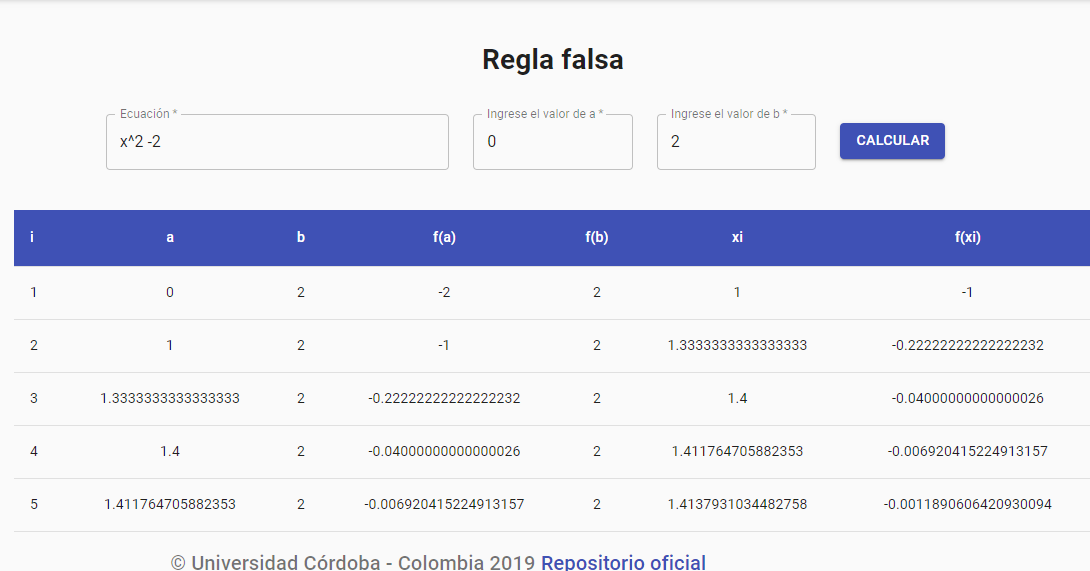 Regla falsa
Ecuación * Ingrese el valor de a * Ingrese el valor de b *
x^2 -2 0 2 CALCULAR
i a b f(a) f(b) xi f(xi)
1 0 2 -2 2 1 -1
2 1 2 -1 2 1.3333333333333333 -0.22222222222222232
3 1.3333333333333333 2 -0.22222222222222232 2 1.4 -0.04000000000000026
4 1.4 2 -0.04000000000000026 2 1.411764705882353 -0.006920415224913157
5 1.411764705882353 2 -0.006920415224913157 2 1.4137931034482758 -0.0011890606420930094
© Universidad Córdoba - Colombia 2019 Repositorio oficial